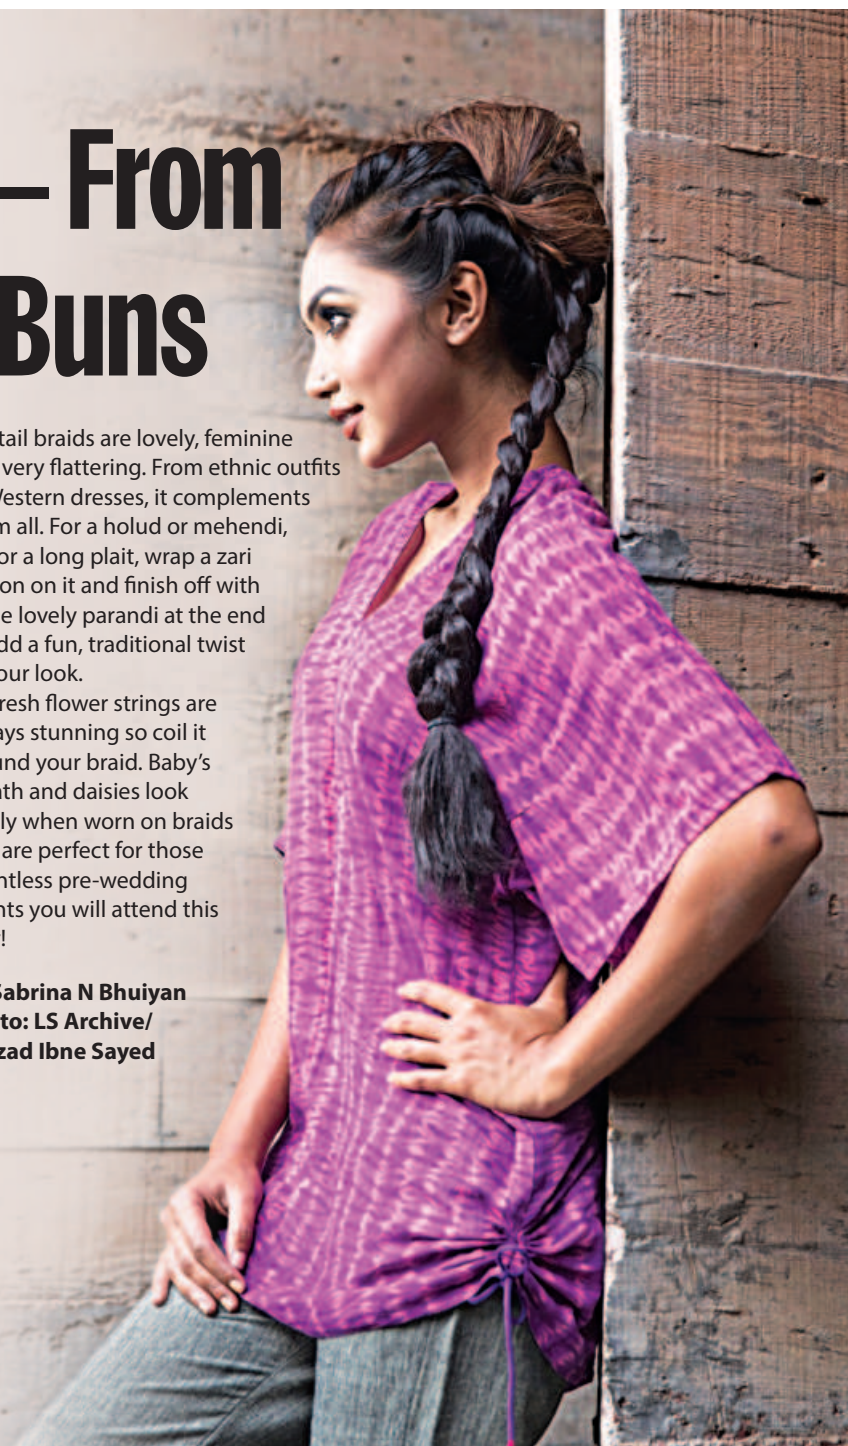 – From
Buns
tail braids are lovely, feminine
very flattering. From ethnic outfits
Western dresses, it complements
m all. For a holud or mehendi,
or a long plait, wrap a zari
on on it and finish off with
e lovely parandi at the end
dd a fun, traditional twist
our look.
resh flower strings are
ays stunning so coil it
und your braid. Baby's
ath and daisies look
ly when worn on braids
are perfect for those
ntless pre-wedding
nts you will attend this
!
Sabrina N Bhuiyan
to: LS Archive/
zad Ibne Sayed